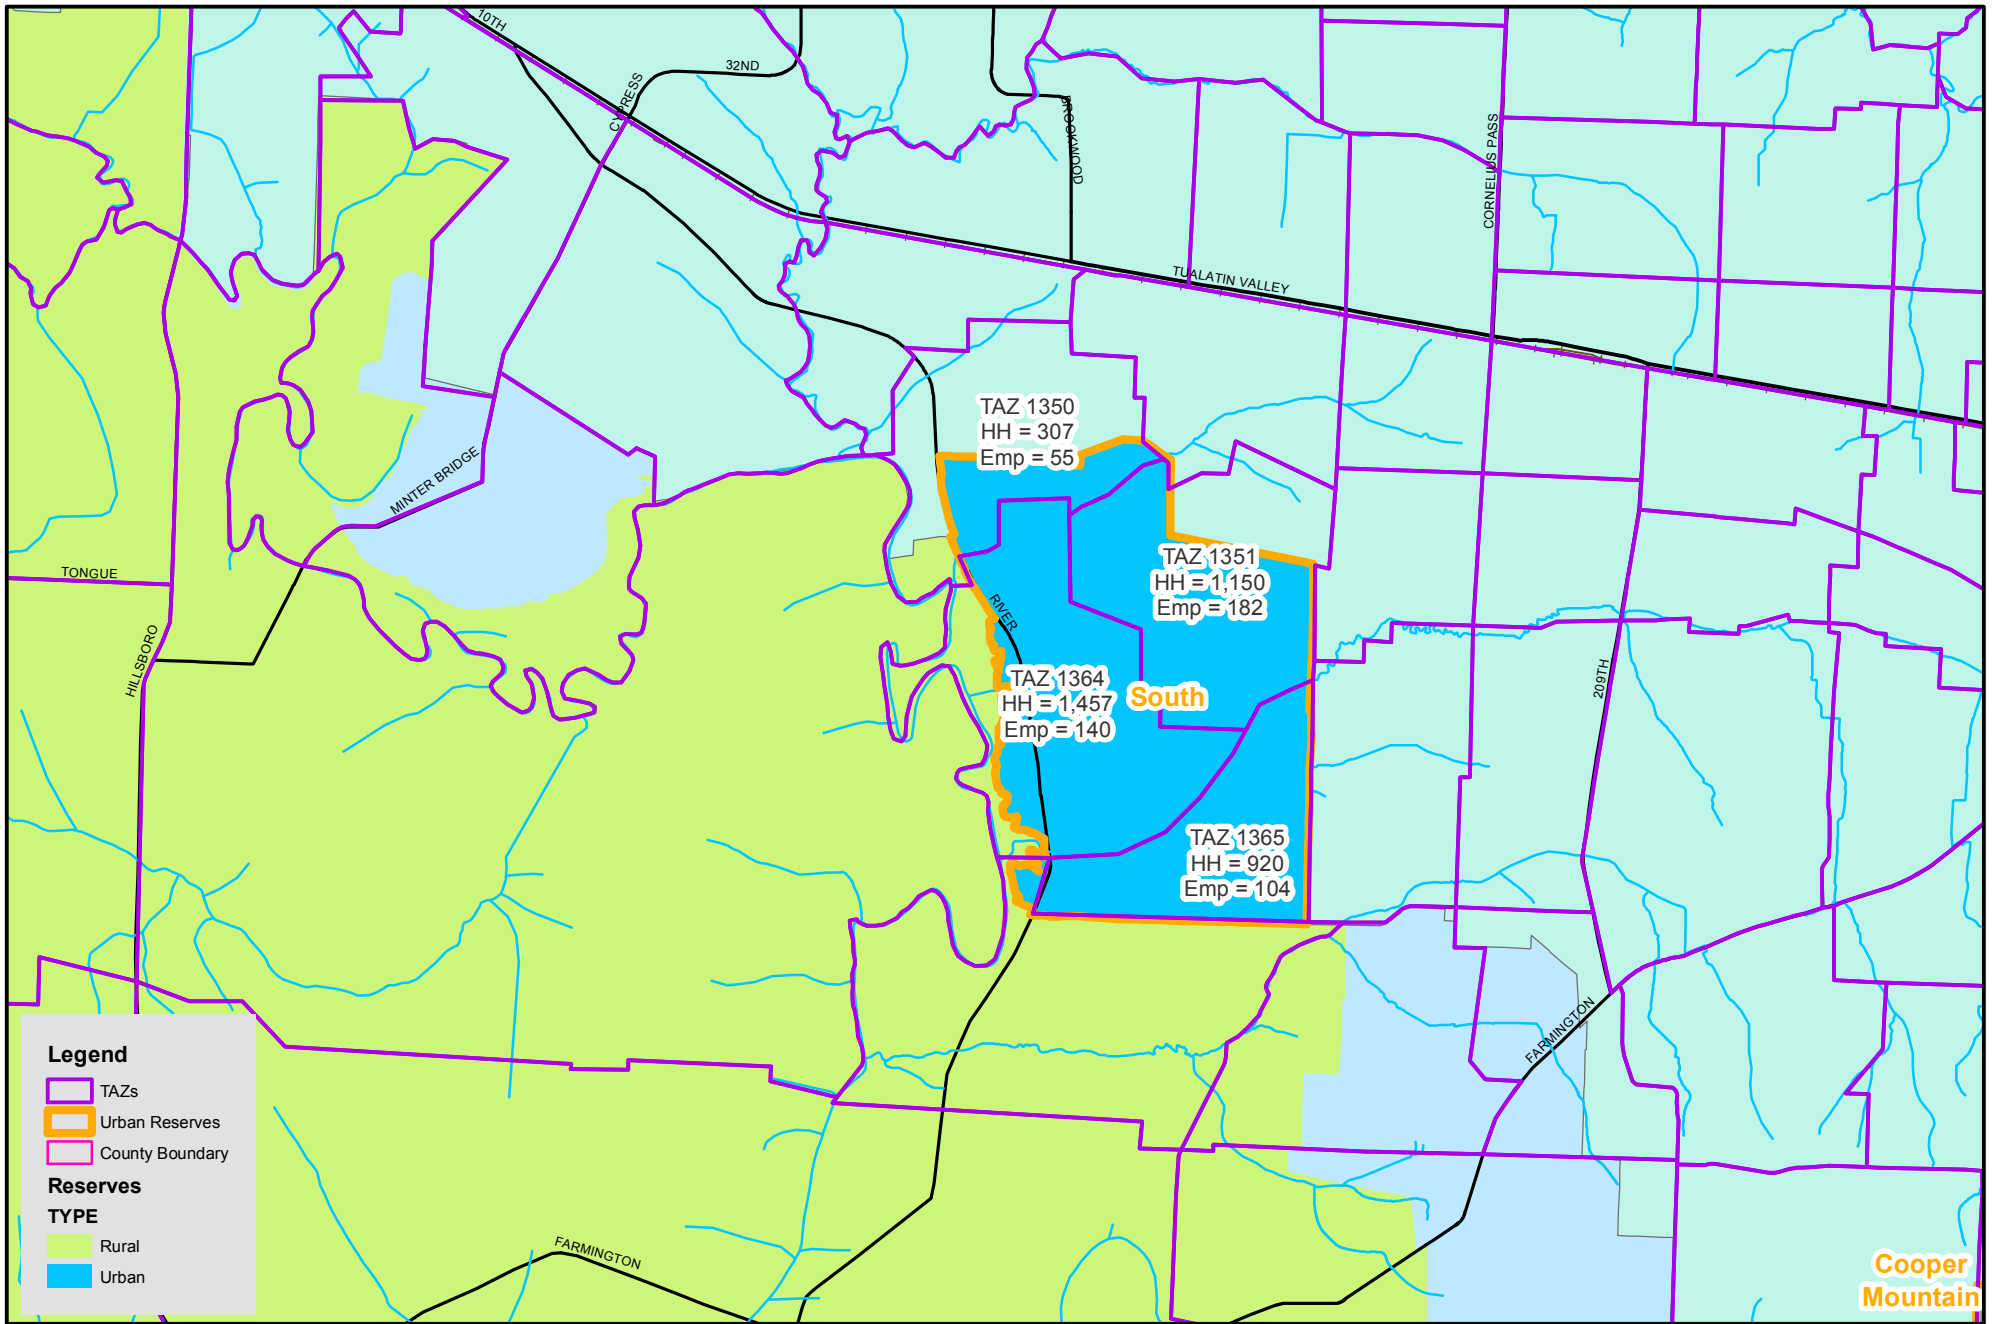 10TH
32ND
CYPRESS
BROOKWOOD
CORNELIUS PASS
TUALATIN VALLEY
TAZ 1350
HH = 307
Emp = 55
MINTER BRIDGE
TAZ 1351
HH = 1,150
Emp = 182
TONGUE
RIVER
HILLSBORO
209TH
TAZ 1364
HH = 1,457
Emp = 140
South
TAZ 1365
HH = 920
Emp = 104
FARMINGTON
Legend
TAZs
Urban Reserves
County Boundary
Reserves
TYPE
Rural
Urban
FARMINGTON
Cooper
Mountain